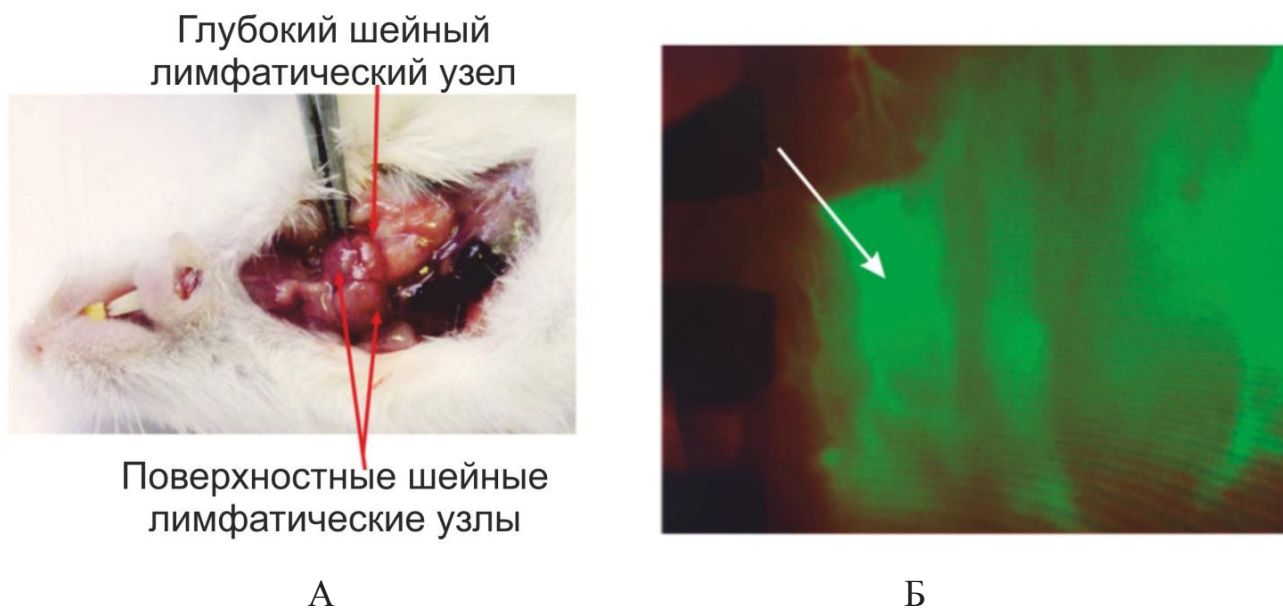 Глубокий шейный
лимфатический узел
Поверхностные шейные
лимфатические узлы
А
Б